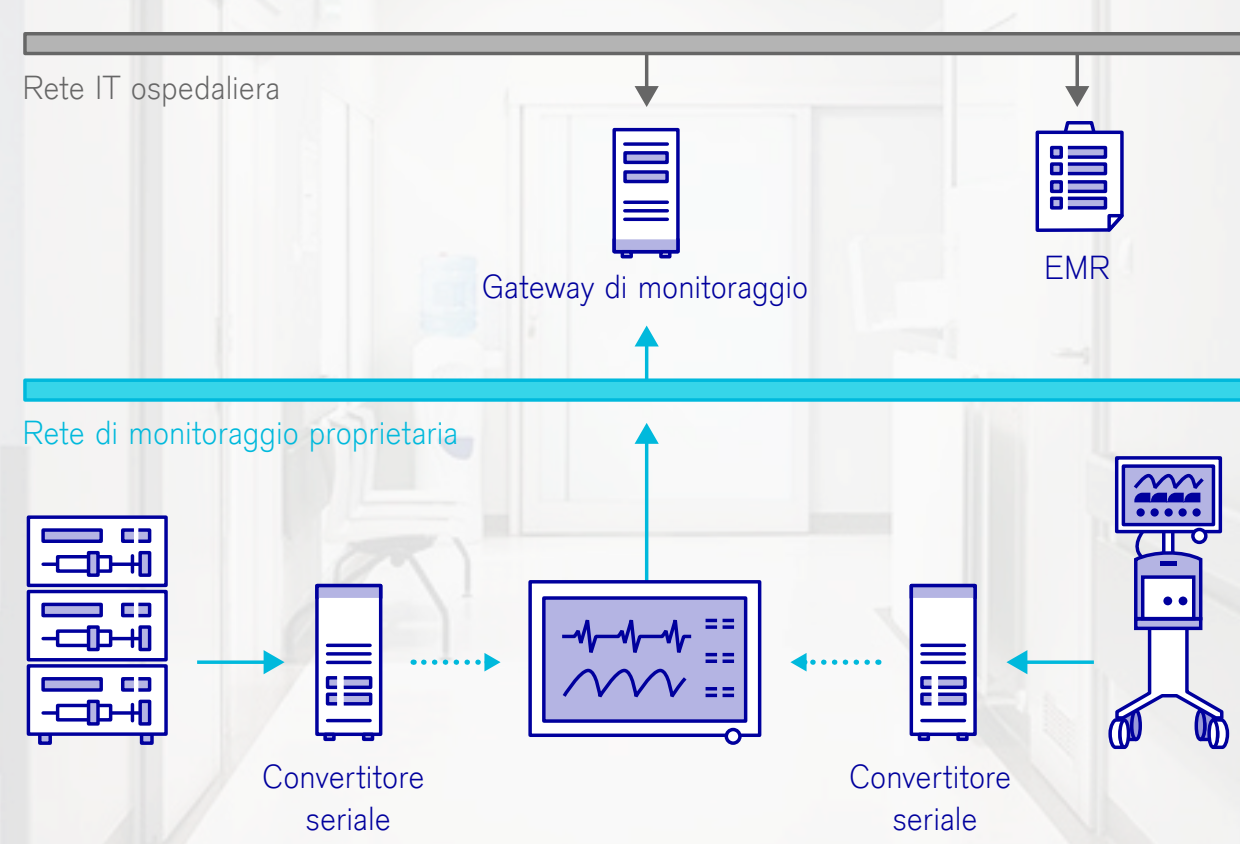 Rete IT ospedaliera
Gateway di monitoraggio
EMR
Rete di monitoraggio proprietaria
Convertitore
seriale
Convertitore
seriale